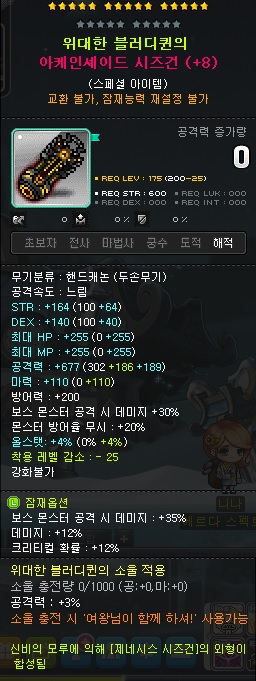 위대한 블러디퀸의
아케인셰이드 시즈건 (+8)
(스페셜 아이템)
교환 불가, 잠재능력 재설정 불가
공격력 증가량
0
REQ LEV : 175 (200-25)
REQ STR : 600 REQ LUK : 000
REQ DEX : 000 REQ INT : 000
0 0 0
초보자 전사 마법사 궁수 도적 해적
무기분류 : 핸드캐논 (두손무기)
공격속도 : 느림
STR : +164 (100 +64)
DEX : +140 (100 +40)
최대 HP : +255 (0 +255)
최대 MP : +255 (0 +255)
공격력 : +677 (302 +186 +189)
마력 : +110 (0 +110)
방어력 : +200
보스 몬스터 공격 시 데미지 +30%
몬스터 방어율 무시 : +20%
올스탯: +4% (0% +4%)
착용 레벨 감소 : - 25
강화불가
L 잠재옵션
보스 몬스터 공격 시 데미지 : +35%
데미지 : +12%
크리티컬 확률 : +12%
위대한 블러디퀸의 소울 적용
소울 충전량 0/1000 (공:+0,마:+0)
공격력 : +3%
소울 충전 시 '여왕님이 함께 하셔!' 사용가능
신비의 모루에 의해 [제네시스 시즈건]의 외형이
합성됨
니나